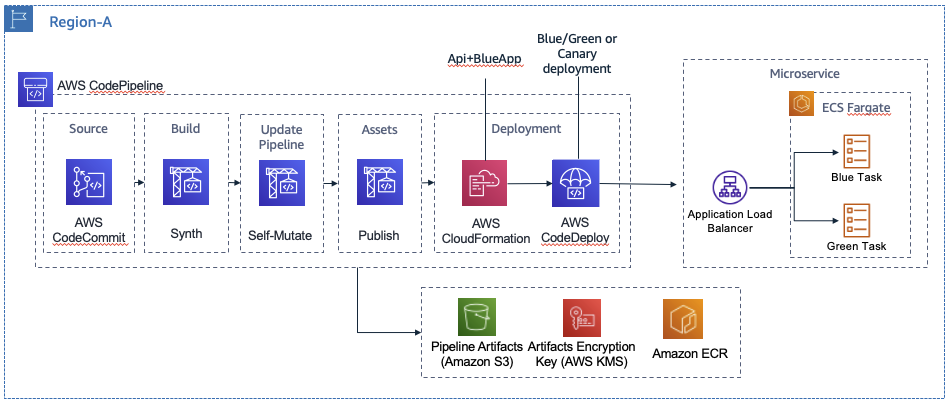 Region-A
Blue/Green or
Canary
deployment
Api+BlueApp
AWS CodePipeline
Microservice
ECS Fargate
Source
Build
Update
Pipeline
Assets
Deployment
AWS
CodeCommit
Synth
Self-Mutate
Publish
AWS
CloudFormation
AWS
CodeDeploy
Application Load
Balancer
Blue Task
Green Task
Pipeline Artifacts
(Amazon S3)
Artifacts Encryption
Key (AWS KMS)
Amazon ECR